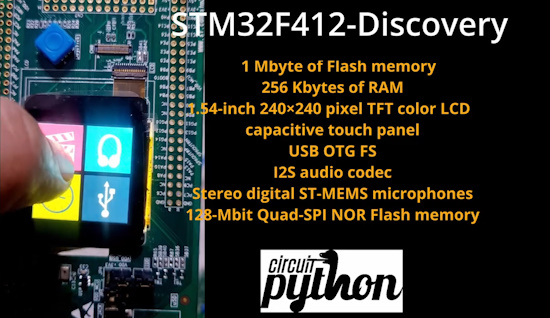 STM32F412-Discovery
1 Mbyte of Flash memory
256 Kbytes of RAM
1.54-inch 240×240 pixel TFT color LCD
capacitive touch panel
USB OTG FS
I2S audio codec
Stereo digital ST-MEMS microphones
128-Mbit Quad-SPI NOR Flash memory
circuit
python